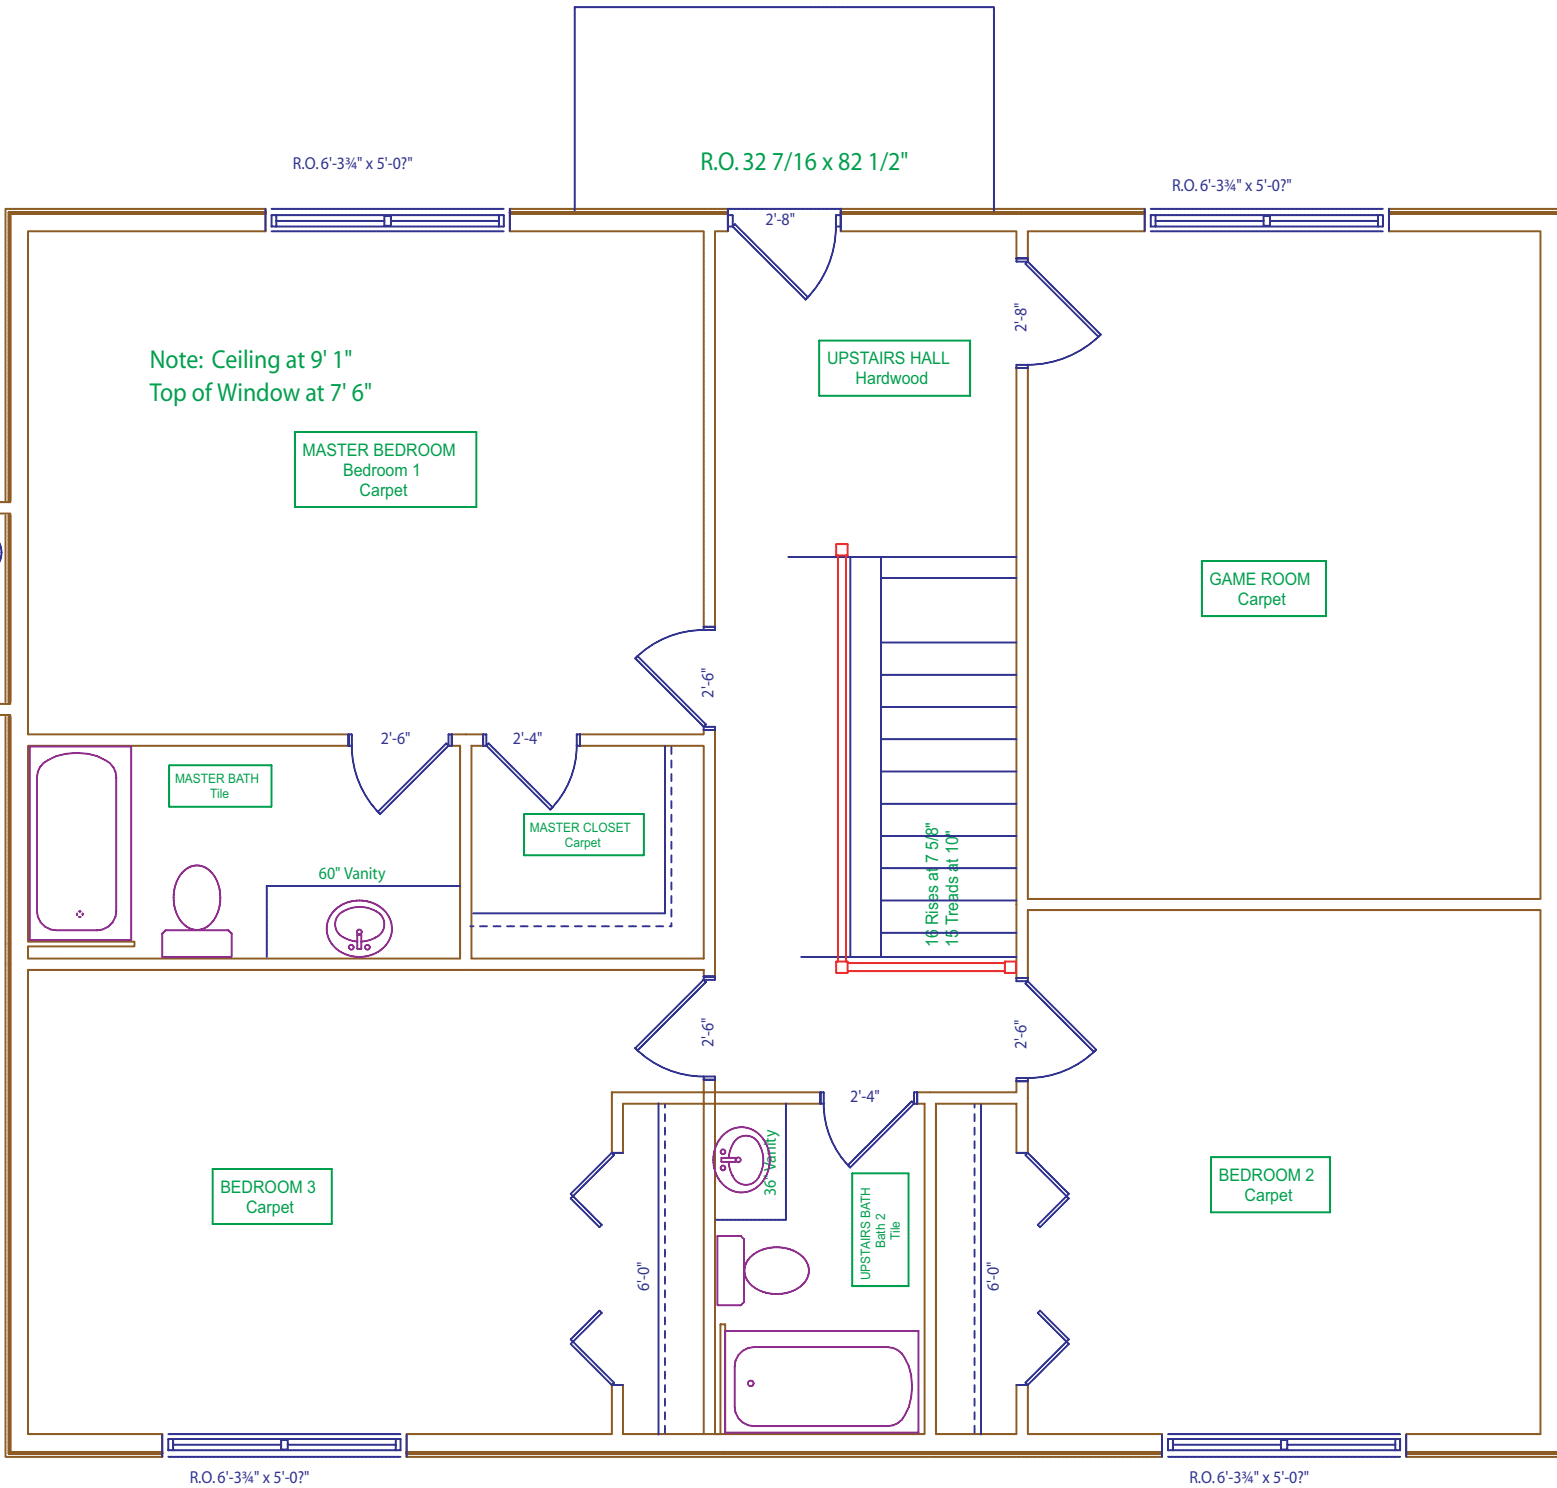 R.O. 6'-3¾" x 5'-0?"
R.O. 32 7/16 x 82 1/2"
R.O. 6'-3¾" x 5'-0?"
2'-8"
2'-8"
Note: Ceiling at 9' 1"
Top of Window at 7' 6"
UPSTAIRS HALL
Hardwood
MASTER BEDROOM
Bedroom 1
Carpet
GAME ROOM
Carpet
2'-6"
2'-6"
2'-4"
MASTER BATH
Tile
MASTER CLOSET
Carpet
60" Vanity
16 Rises at 7 5/8"
15 Treads at 10"
2'-6"
2'-6"
2'-4"
36" Vanity
BEDROOM 3
Carpet
UPSTAIRS BATH
Bath 2
Tile
BEDROOM 2
Carpet
6'-0"
6'-0"
R.O. 6'-3¾" x 5'-0?"
R.O. 6'-3¾" x 5'-0?"